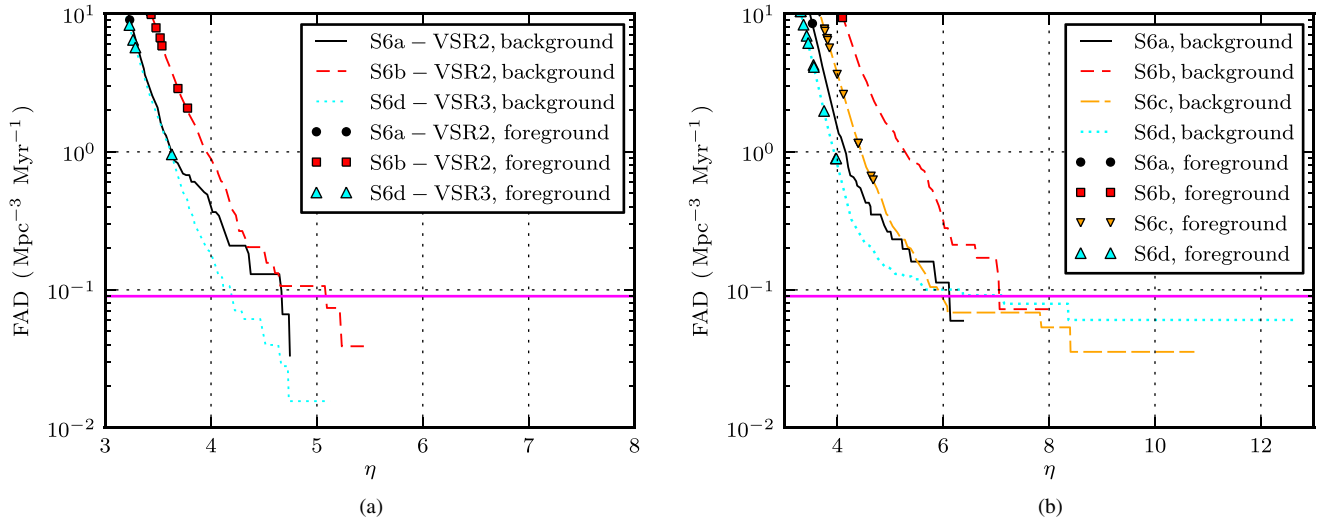 10^1
10^0
10^{-1}
10^{-2}
FAD ( Mpc^{-3} Myr^{-1} )
S6a − VSR2, background
S6b − VSR2, background
S6d − VSR3, background
S6a − VSR2, foreground
S6b − VSR2, foreground
S6d − VSR3, foreground
3 4 5 6 7 8
η
(a)
10^1
10^0
10^{-1}
10^{-2}
FAD ( Mpc^{-3} Myr^{-1} )
S6a, background
S6b, background
S6c, background
S6d, background
S6a, foreground
S6b, foreground
S6c, foreground
S6d, foreground
4 6 8 10 12
η
(b)